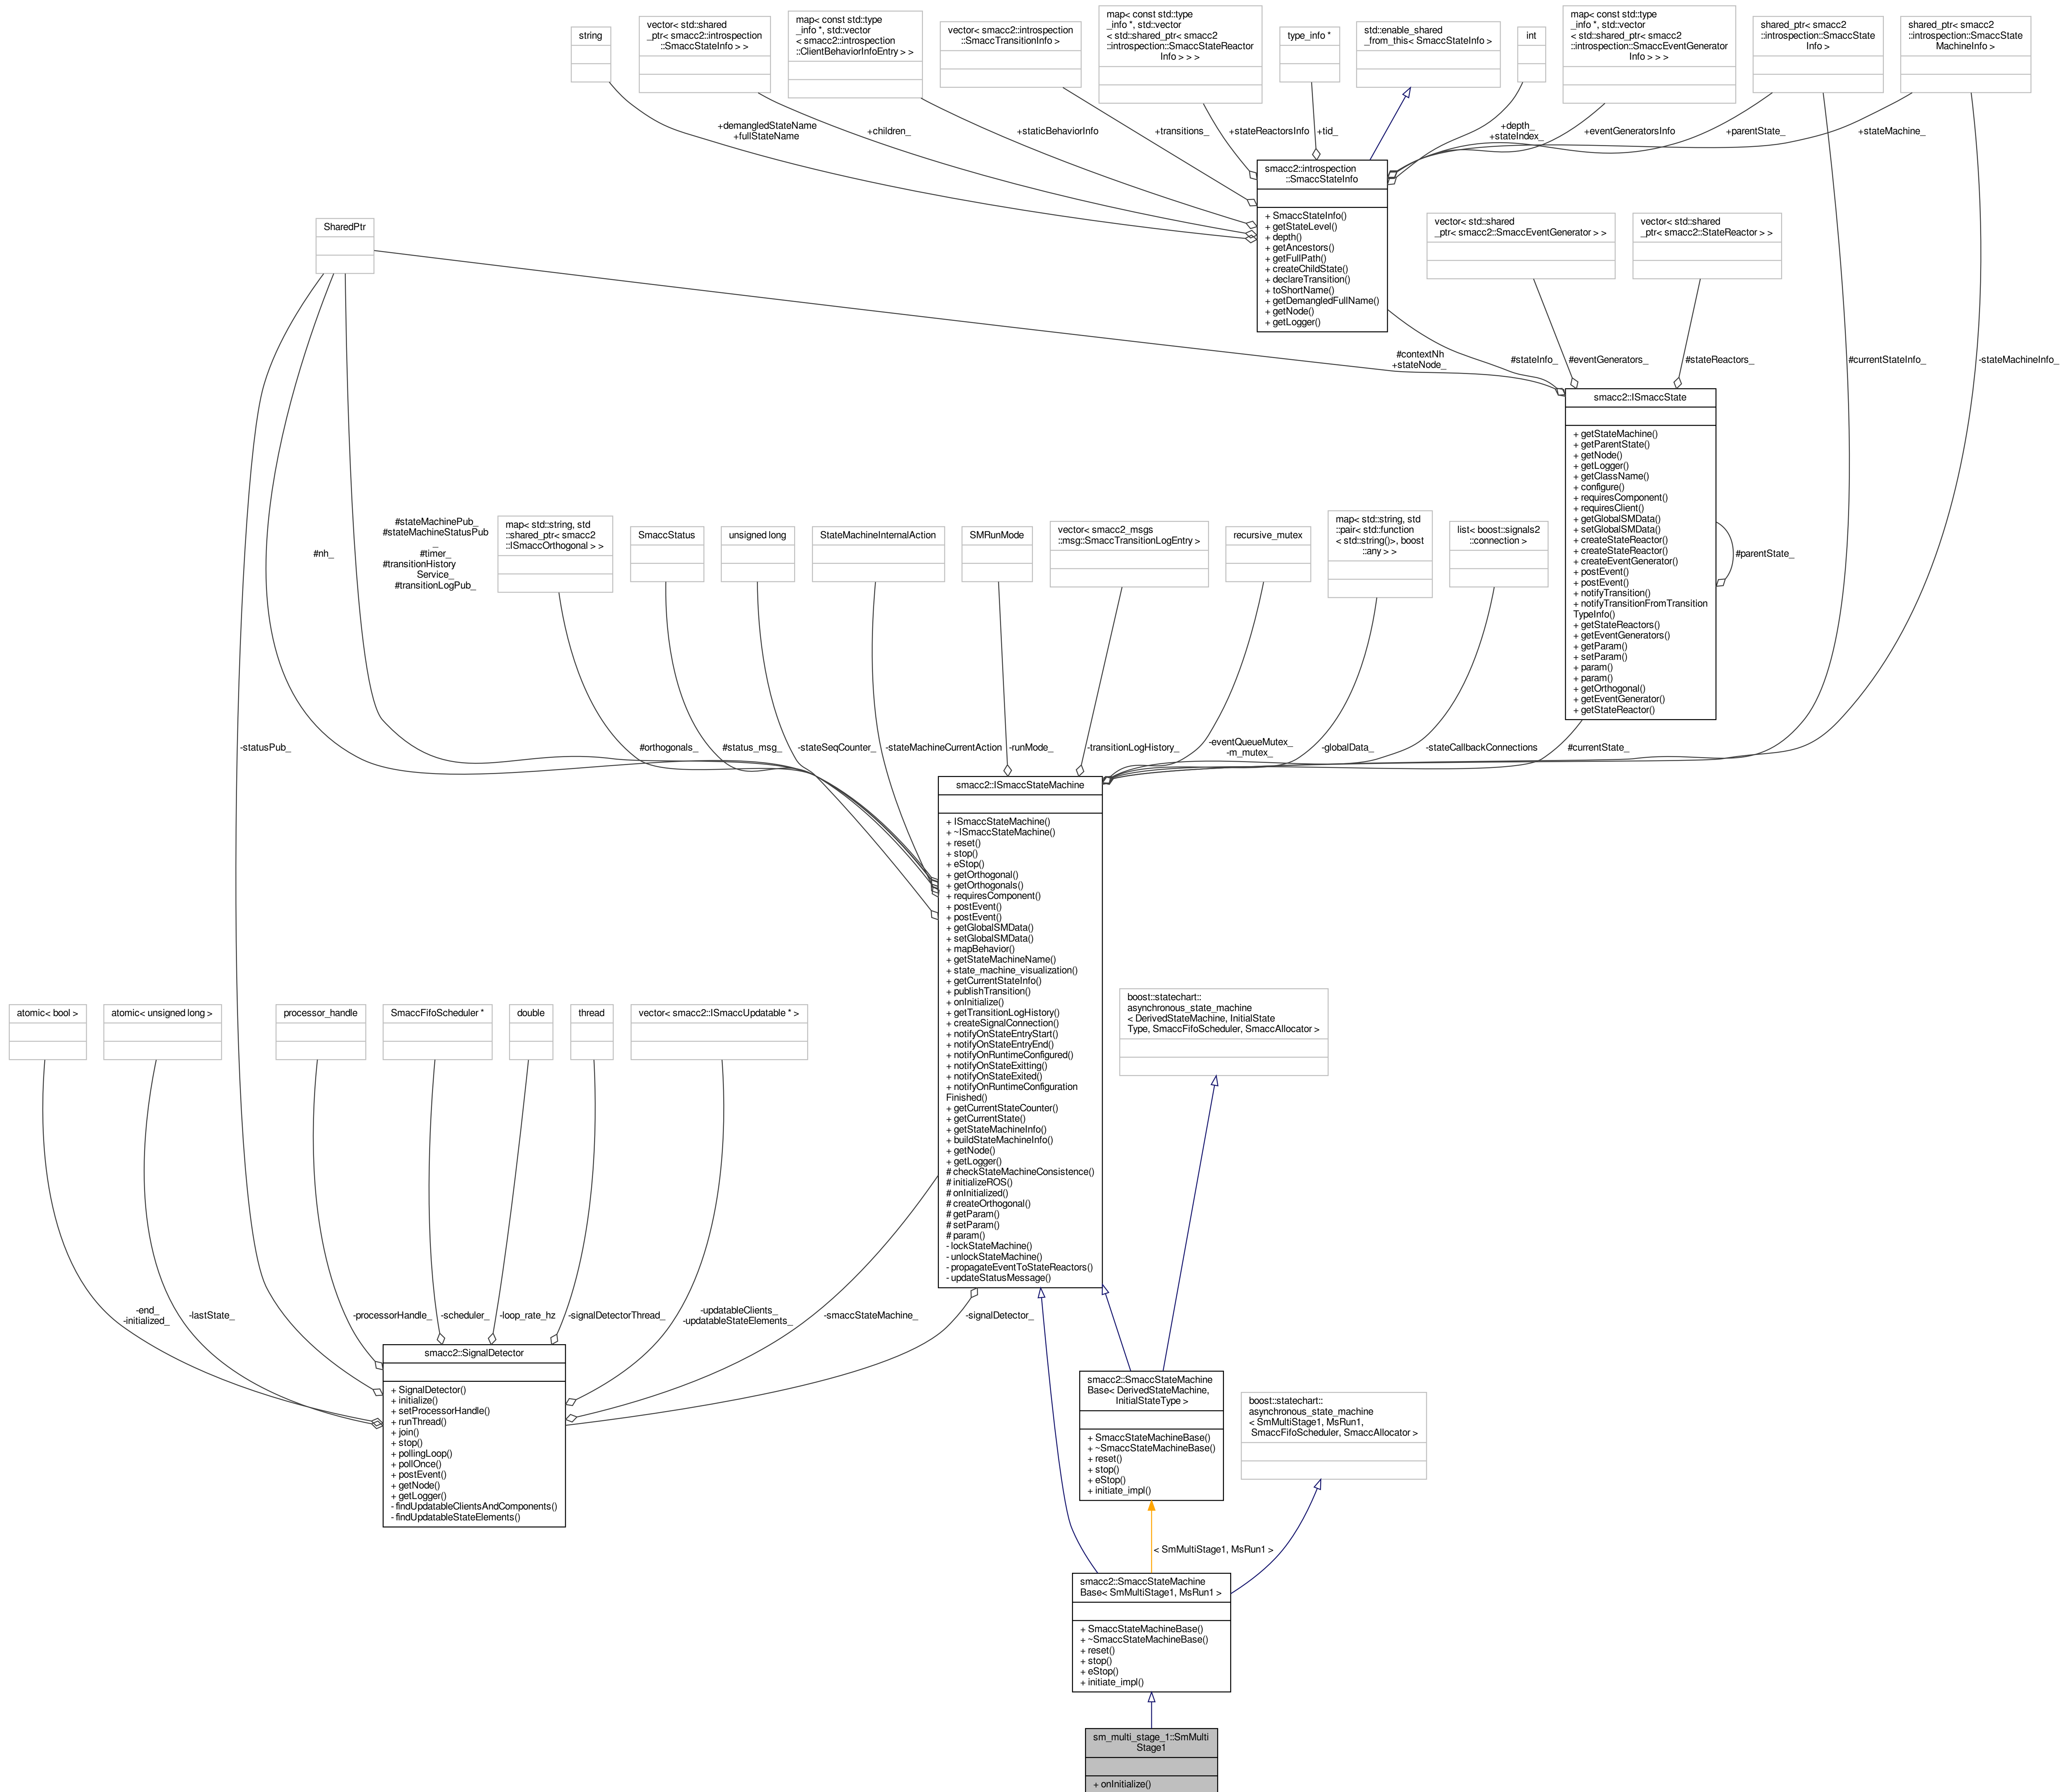 string
vector< std::shared
_ptr< smacc2::introspection
::SmaccStateInfo > >
map< const std::type
_info *, std::vector
< smacc2::introspection
::ClientBehaviorInfoEntry > >
vector< smacc2::introspection
::SmaccTransitionInfo >
map< const std::type
_info *, std::vector
< std::shared_ptr< smacc2
::introspection::SmaccStateReactor
Info > > >
type_info *
std::enable_shared
_from_this< SmaccStateInfo >
int
map< const std::type
_info *, std::vector
< std::shared_ptr< smacc2
::introspection::SmaccEventGenerator
Info > > >
shared_ptr< smacc2
::introspection::SmaccState
Info >
shared_ptr< smacc2
::introspection::SmaccState
MachineInfo >
+demangledStateName
+fullStateName
+children_
+staticBehaviorInfo
+transitions_
+stateReactorsInfo
+tid_
+depth_
+stateIndex_
+eventGeneratorsInfo
+parentState_
+stateMachine_
smacc2::introspection
::SmaccStateInfo
+ SmaccStateInfo()
+ getStateLevel()
+ depth()
+ getAncestors()
+ getFullPath()
+ createChildState()
+ declareTransition()
+ toShortName()
+ getDemangledFullName()
+ getNode()
+ getLogger()
SharedPtr
vector< std::shared
_ptr< smacc2::SmaccEventGenerator > >
vector< std::shared
_ptr< smacc2::StateReactor > >
#contextNh
+stateNode_
#stateInfo_
#eventGenerators_
#stateReactors_
#currentStateInfo_
-stateMachineInfo_
smacc2::ISmaccState
+ getStateMachine()
+ getParentState()
+ getNode()
+ getLogger()
+ getClassName()
+ configure()
+ requiresComponent()
+ requiresClient()
+ getGlobalSMData()
+ setGlobalSMData()
+ createStateReactor()
+ createStateReactor()
+ createEventGenerator()
+ postEvent()
+ postEvent()
+ notifyTransition()
+ notifyTransitionFromTransition
TypeInfo()
+ getStateReactors()
+ getEventGenerators()
+ getParam()
+ setParam()
+ param()
+ param()
+ getOrthogonal()
+ getEventGenerator()
+ getStateReactor()
#parentState_
#nh_
#stateMachinePub_
#stateMachineStatusPub
_
#timer_
#transitionHistory
Service_
#transitionLogPub_
map< std::string, std
::shared_ptr< smacc2
::ISmaccOrthogonal > >
SmaccStatus
unsigned long
StateMachineInternalAction
SMRunMode
vector< smacc2_msgs
::msg::SmaccTransitionLogEntry >
recursive_mutex
map< std::string, std
::pair< std::function
< std::string()>, boost
::any > >
list< boost::signals2
::connection >
-statusPub_
#orthogonals_
#status_msg_
-stateSeqCounter_
-stateMachineCurrentAction
-runMode_
-transitionLogHistory_
-eventQueueMutex_
-m_mutex_
-globalData_
-stateCallbackConnections
#currentState_
smacc2::ISmaccStateMachine
+ ISmaccStateMachine()
+ ~ISmaccStateMachine()
+ reset()
+ stop()
+ eStop()
+ getOrthogonal()
+ getOrthogonals()
+ requiresComponent()
+ postEvent()
+ postEvent()
+ getGlobalSMData()
+ setGlobalSMData()
+ mapBehavior()
+ getStateMachineName()
+ state_machine_visualization()
+ getCurrentStateInfo()
+ publishTransition()
+ onInitialize()
+ getTransitionLogHistory()
+ createSignalConnection()
+ notifyOnStateEntryStart()
+ notifyOnStateEntryEnd()
+ notifyOnRuntimeConfigured()
+ notifyOnStateExitting()
+ notifyOnStateExited()
+ notifyOnRuntimeConfiguration
Finished()
+ getCurrentStateCounter()
+ getCurrentState()
+ getStateMachineInfo()
+ buildStateMachineInfo()
+ getNode()
+ getLogger()
# checkStateMachineConsistence()
# initializeROS()
# onInitialized()
# createOrthogonal()
# getParam()
# setParam()
# param()
- lockStateMachine()
- unlockStateMachine()
- propagateEventToStateReactors()
- updateStatusMessage()
boost::statechart::
asynchronous_state_machine
< DerivedStateMachine, InitialState
Type, SmaccFifoScheduler, SmaccAllocator >
atomic< bool >
atomic< unsigned long >
processor_handle
SmaccFifoScheduler *
double
thread
vector< smacc2::ISmaccUpdatable * >
-end_
-initialized_
-lastState_
-processorHandle_
-scheduler_
-loop_rate_hz
-signalDetectorThread_
-updatableClients_
-updatableStateElements_
-smaccStateMachine_
-signalDetector_
smacc2::SignalDetector
+ SignalDetector()
+ initialize()
+ setProcessorHandle()
+ runThread()
+ join()
+ stop()
+ pollingLoop()
+ pollOnce()
+ postEvent()
+ getNode()
+ getLogger()
- findUpdatableClientsAndComponents()
- findUpdatableStateElements()
smacc2::SmaccStateMachine
Base< DerivedStateMachine,
InitialStateType >
+ SmaccStateMachineBase()
+ ~SmaccStateMachineBase()
+ reset()
+ stop()
+ eStop()
+ initiate_impl()
boost::statechart::
asynchronous_state_machine
< SmMultiStage1, MsRun1,
SmaccFifoScheduler, SmaccAllocator >
< SmMultiStage1, MsRun1 >
smacc2::SmaccStateMachine
Base< SmMultiStage1, MsRun1 >
+ SmaccStateMachineBase()
+ ~SmaccStateMachineBase()
+ reset()
+ stop()
+ eStop()
+ initiate_impl()
sm_multi_stage_1::SmMulti
Stage1
+ onInitialize()